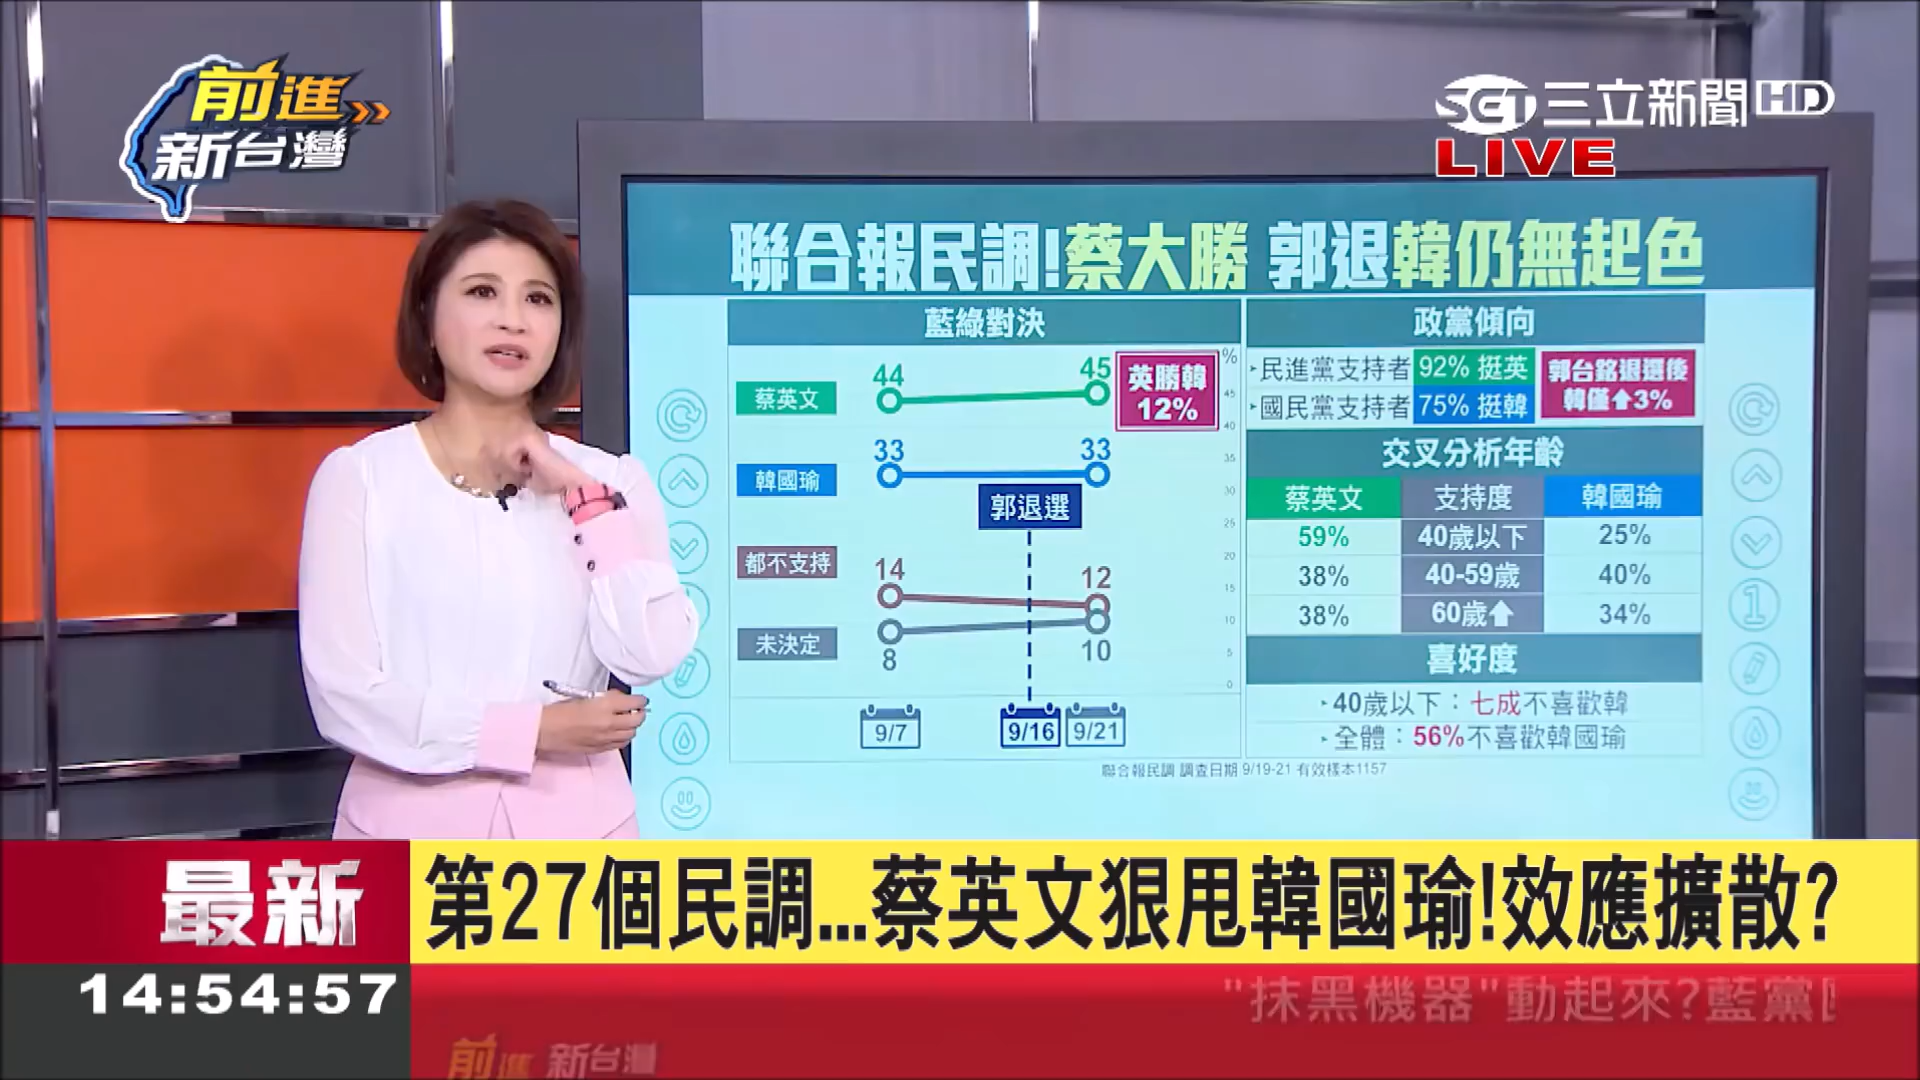 前進
新台灣
SET三立新聞HD
LIVE
聯合報民調!蔡大勝 郭退韓仍無起色
藍綠對決
蔡英文
44
45
英勝韓
12%
韓國瑜
33
33
郭退選
都不支持
14
12
未決定
8
10
9/7
9/16
9/21
%
45
40
35
30
25
20
15
10
5
0
政黨傾向
民進黨支持者 92% 挺英
國民黨支持者 75% 挺韓
郭台銘退選後
韓僅⬆3%
交叉分析年齡
蔡英文 支持度 韓國瑜
59% 40歲以下 25%
38% 40-59歲 40%
38% 60歲⬆ 34%
喜好度
40歲以下：七成不喜歡韓
全體：56%不喜歡韓國瑜
聯合報民調 調查日期 9/19-21 有效樣本1157
1
最新
第27個民調...蔡英文狠甩韓國瑜!效應擴散?
14:54:57
"抹黑機器"動起來?藍黨
前進 新台灣